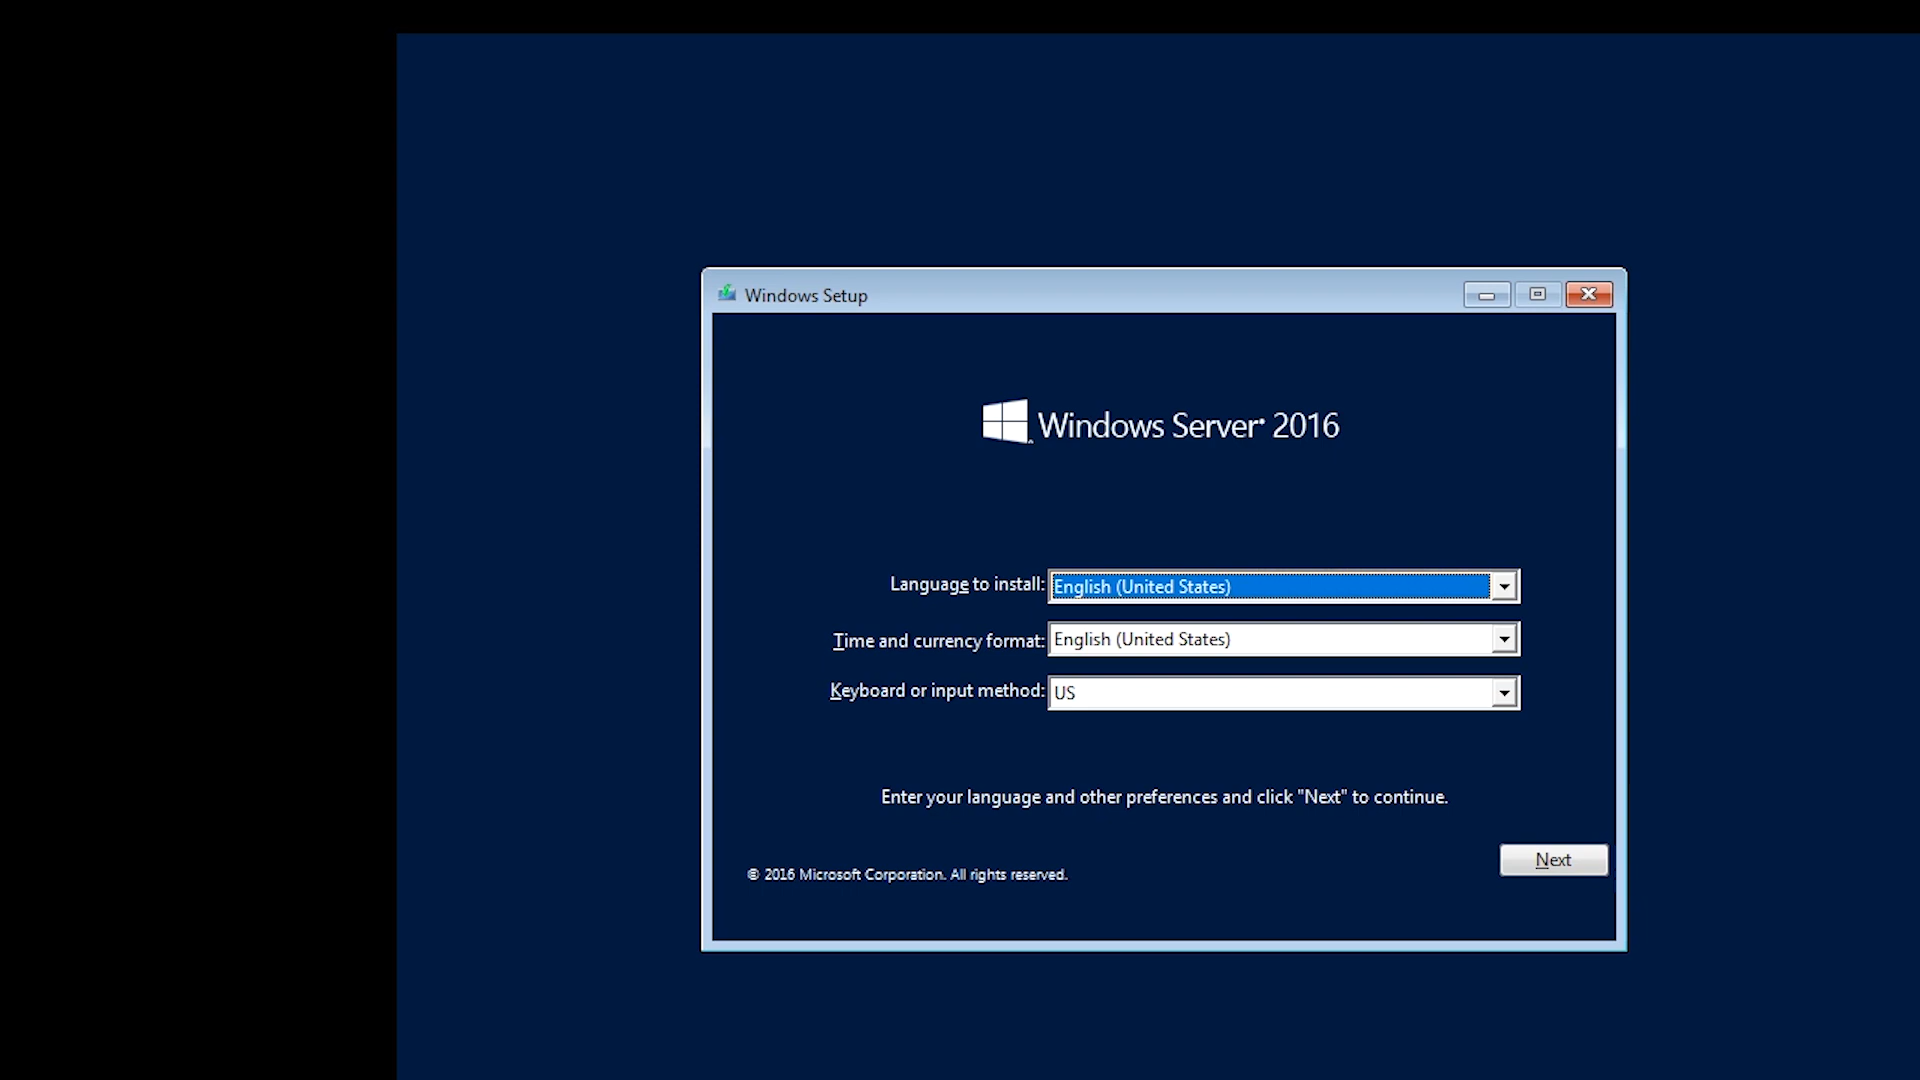 Windows Setup
Windows Server® 2016
Language to install: English (United States)
Time and currency format: English (United States)
Keyboard or input method: US
Enter your language and other preferences and click "Next" to continue.
Next
© 2016 Microsoft Corporation. All rights reserved.